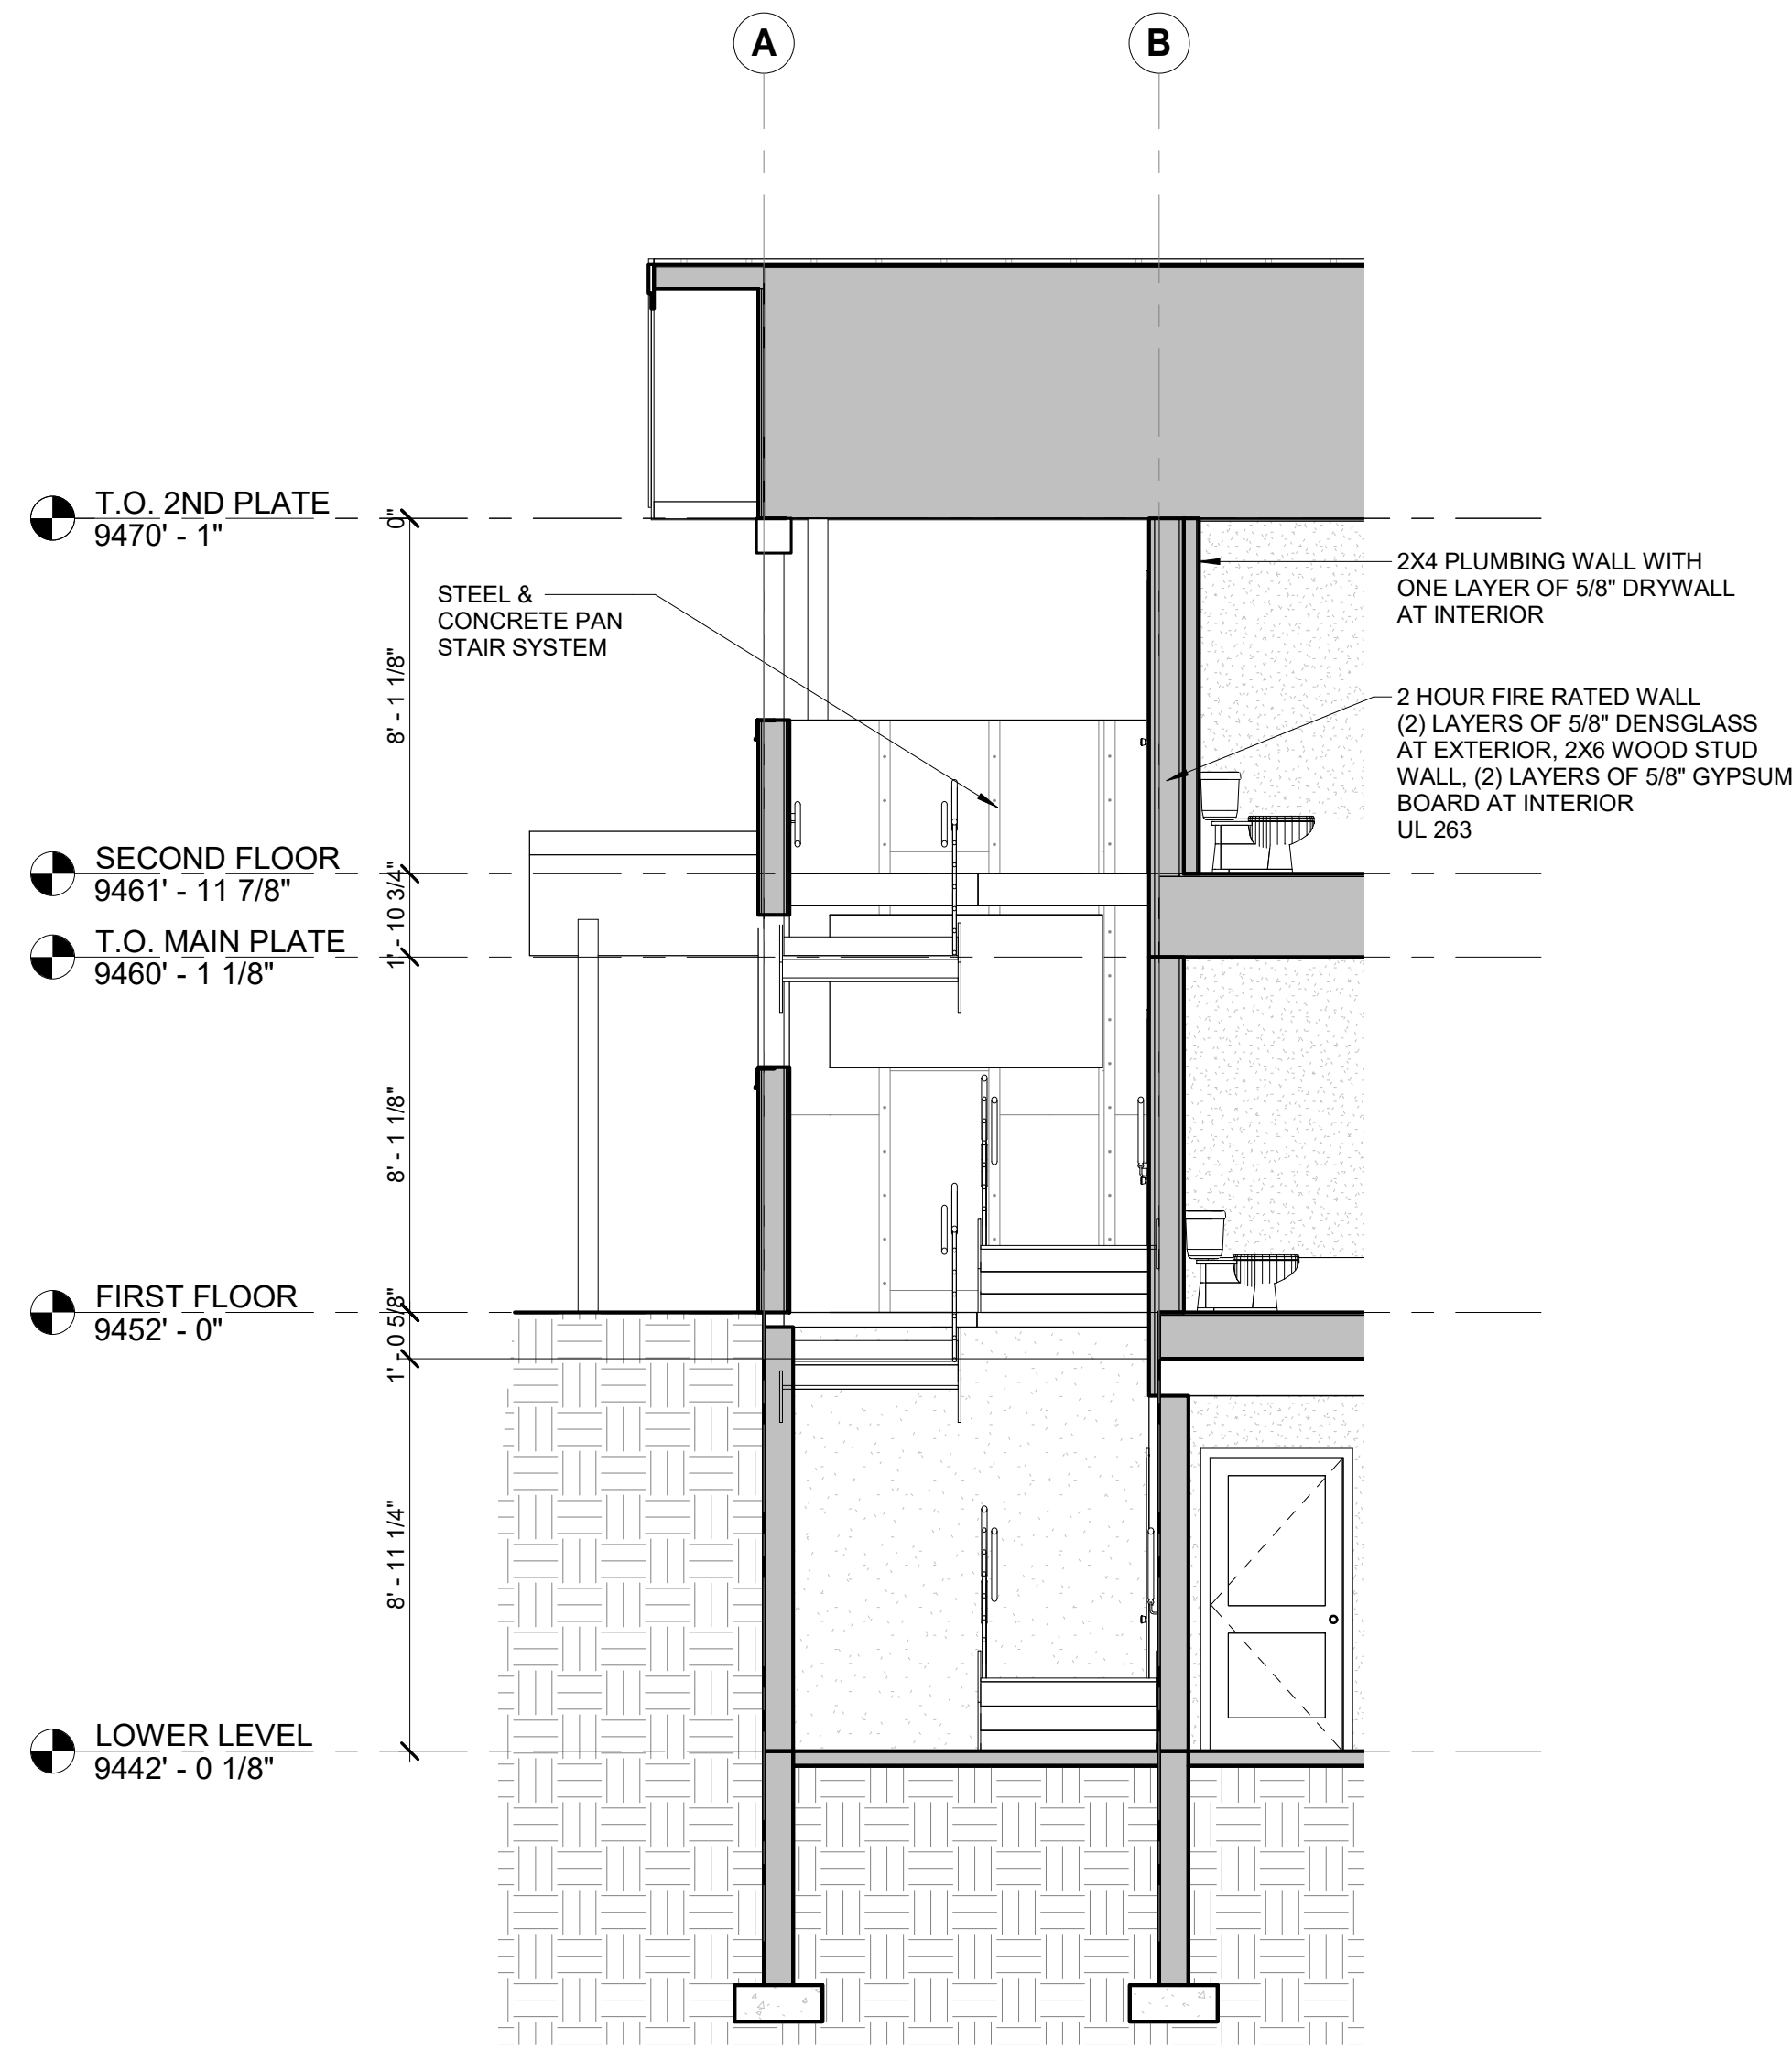 A
B
T.O. 2ND PLATE
9470' - 1"
0"
STEEL &
CONCRETE PAN
STAIR SYSTEM
2X4 PLUMBING WALL WITH
ONE LAYER OF 5/8" DRYWALL
AT INTERIOR
8' - 1 1/8"
2 HOUR FIRE RATED WALL
(2) LAYERS OF 5/8" DENSGLASS
AT EXTERIOR, 2X6 WOOD STUD
WALL, (2) LAYERS OF 5/8" GYPSUM
BOARD AT INTERIOR
UL 263
SECOND FLOOR
9461' - 11 7/8"
1' - 10 3/4"
T.O. MAIN PLATE
9460' - 1 1/8"
8' - 1 1/8"
FIRST FLOOR
9452' - 0"
1' - 0 5/8"
8' - 11 1/4"
LOWER LEVEL
9442' - 0 1/8"